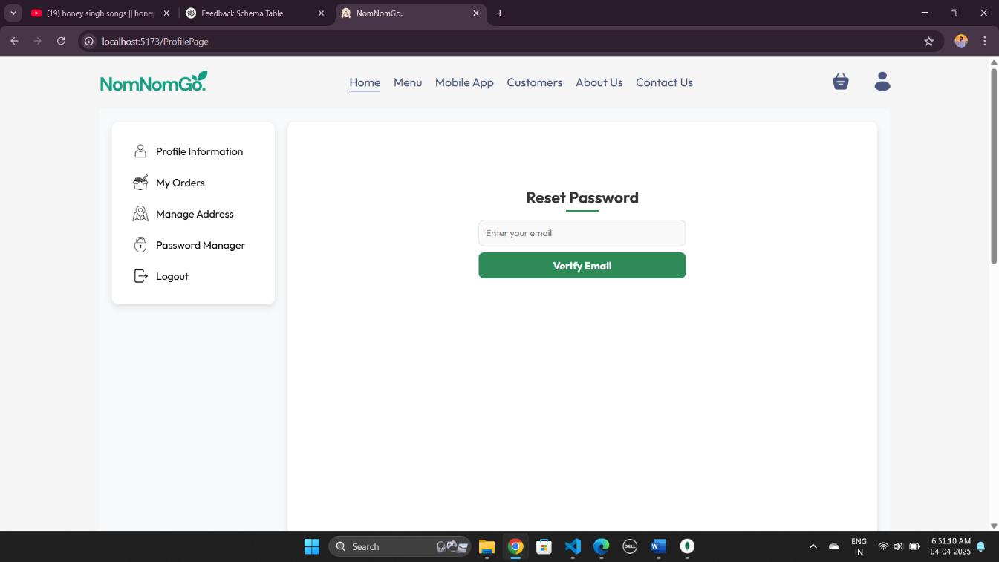 (19) honey singh songs || honey
Feedback Schema Table
NomNomGo.
localhost:5173/ProfilePage
NomNomGo.
Home Menu Mobile App Customers About Us Contact Us
Profile Information
My Orders
Manage Address
Password Manager
Logout
Reset Password
Enter your email
Verify Email
Search
DELL
W
ENG
IN
6.51.10 AM
04-04-2025